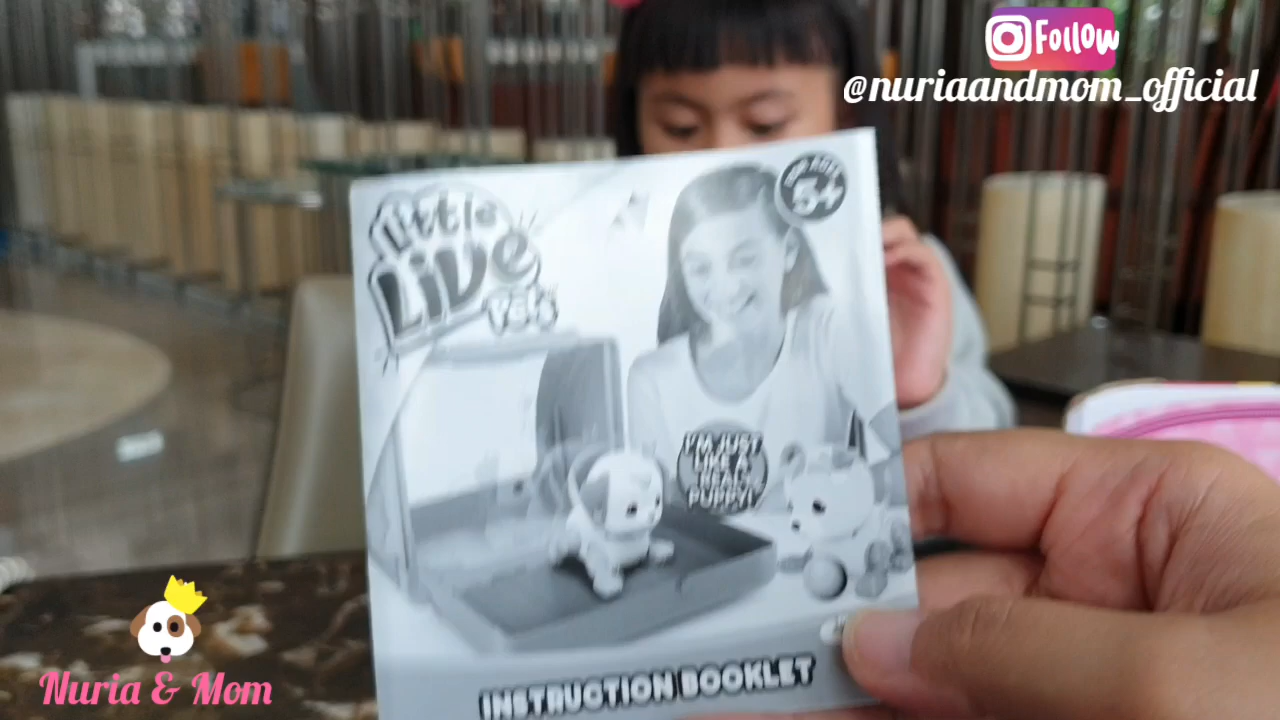 Follow
@nuriaandmom_official
Little
Live
Pets
5+
I'M JUST
LIKE A
REAL
PUPPY!
INSTRUCTION BOOKLET
Nuria & Mom